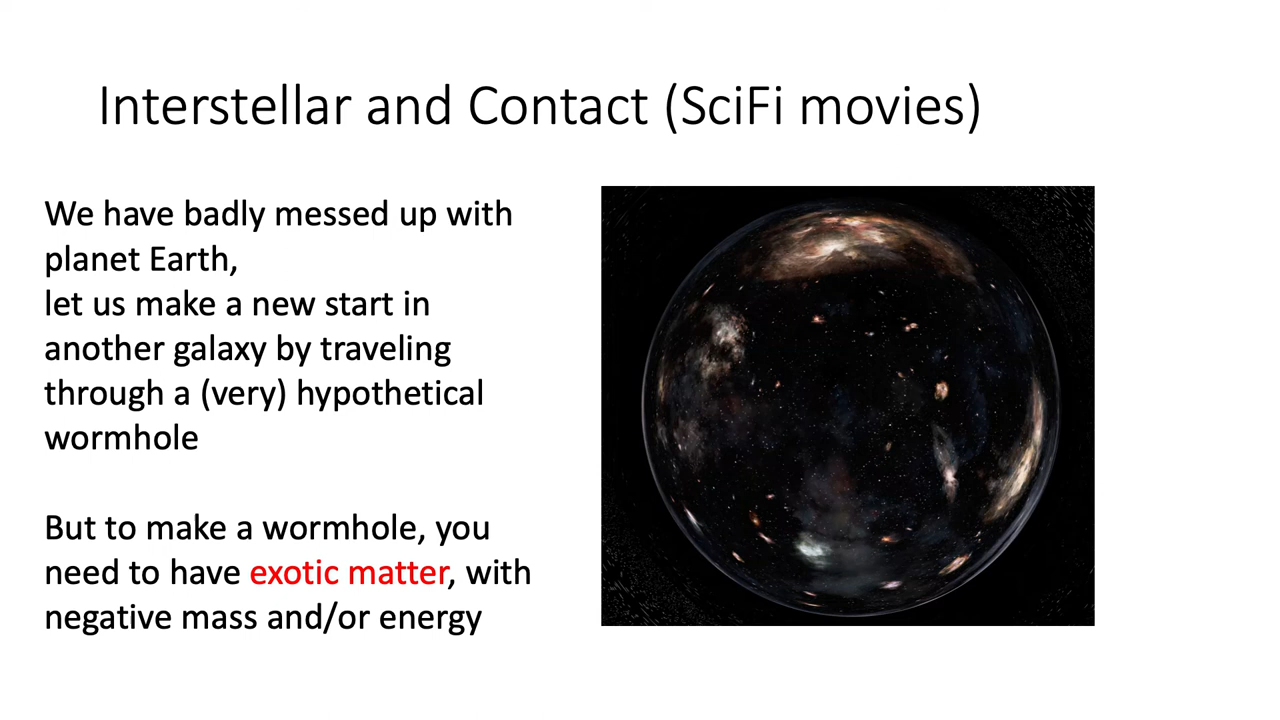 Interstellar and Contact (SciFi movies)
We have badly messed up with
planet Earth,
let us make a new start in
another galaxy by traveling
through a (very) hypothetical
wormhole
But to make a wormhole, you
need to have exotic matter, with
negative mass and/or energy